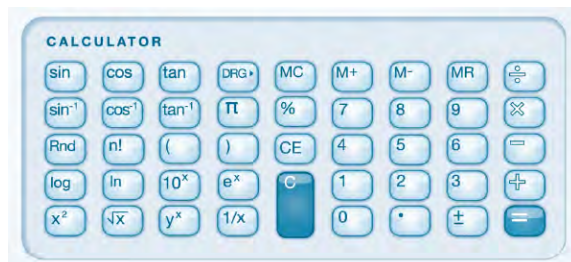 CALCULATOR
sin cos tan DRG▸ MC M+ M- MR ÷
sin⁻¹ cos⁻¹ tan⁻¹ π % 7 8 9 ×
Rnd n! ( ) CE 4 5 6 −
log ln 10ˣ eˣ C 1 2 3 +
x² √x yˣ 1/x 0 • ± =